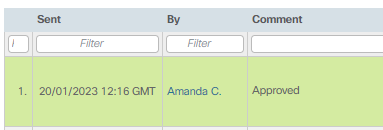 Sent By Comment
Filter Filter
1. 20/01/2023 12:16 GMT Amanda C. Approved